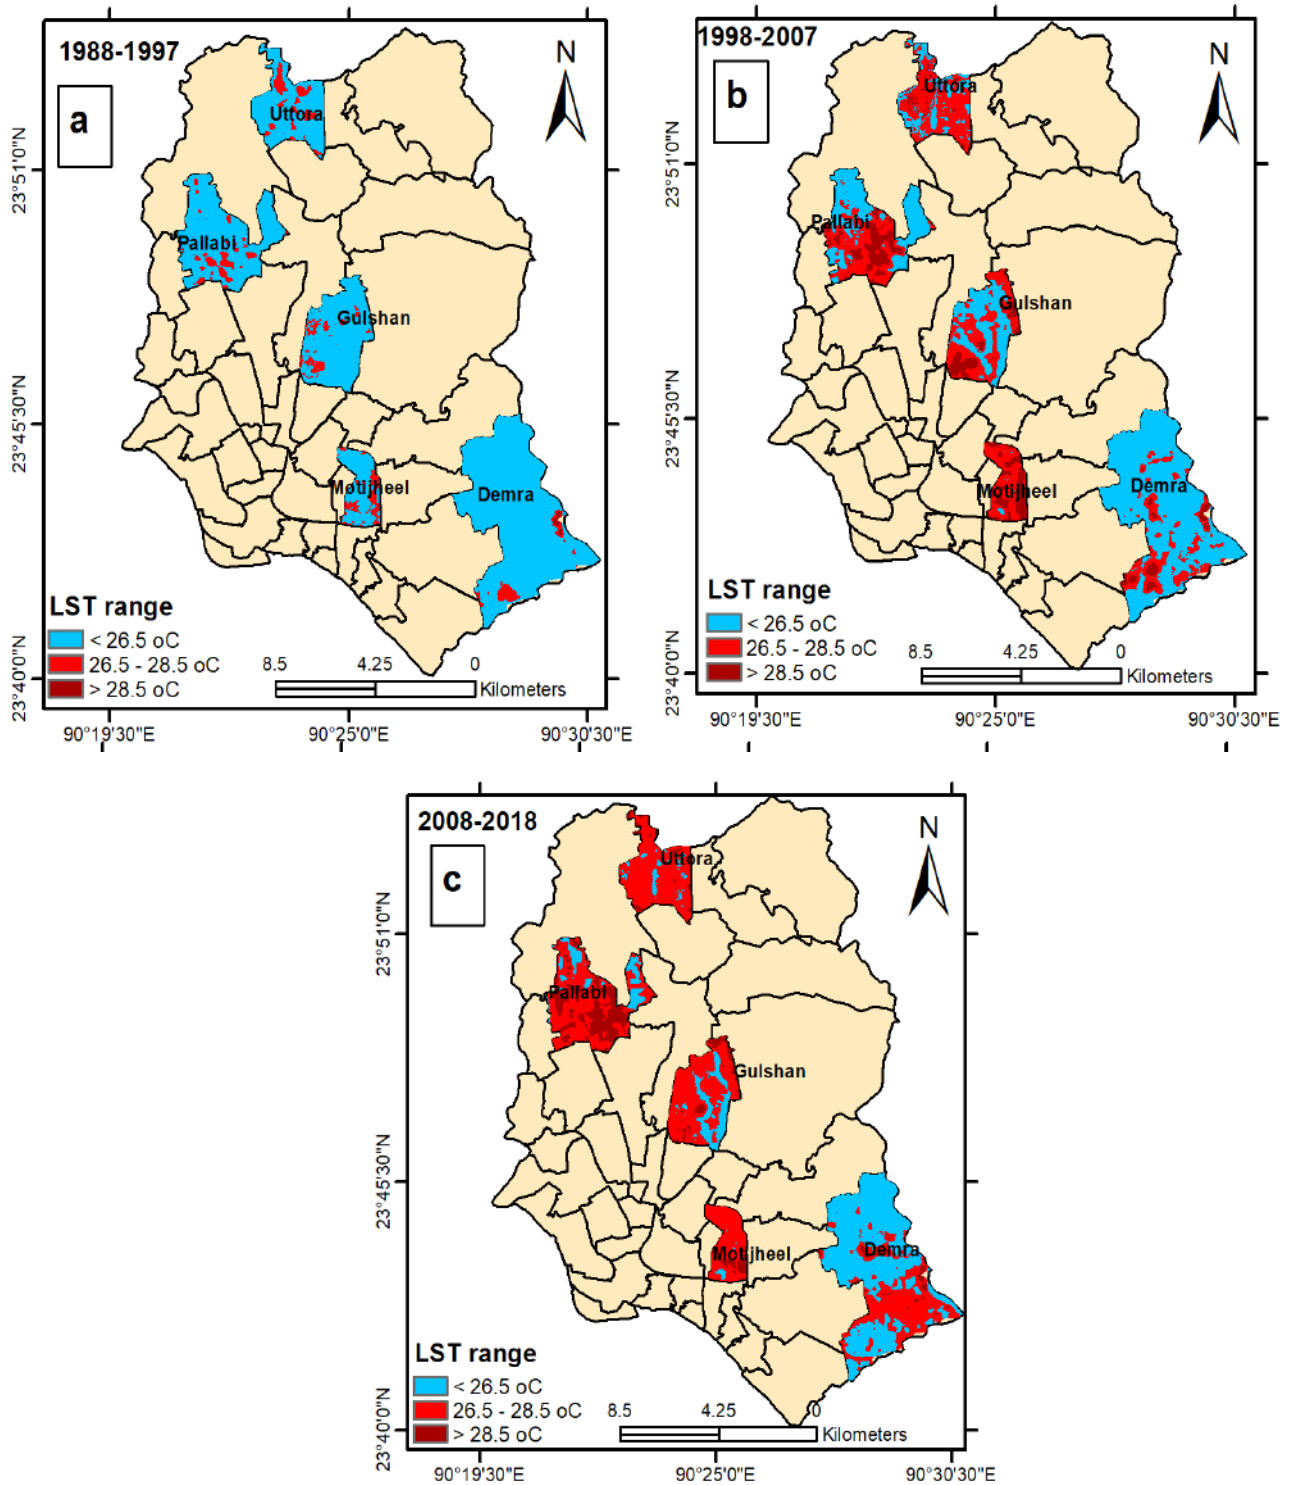 1988-1997
N
a
Uttora
Pallabi
Gulshan
Motijheel
Demra
LST range
< 26.5 oC
26.5 - 28.5 oC
> 28.5 oC
8.5 4.25 0
Kilometers
23°51'0"N
23°45'30"N
23°40'0"N
90°19'30"E 90°25'0"E 90°30'30"E
1998-2007
N
b
Uttora
Pallabi
Gulshan
Motijheel
Demra
LST range
< 26.5 oC
26.5 - 28.5 oC
> 28.5 oC
8.5 4.25 0
Kilometers
23°51'0"N
23°45'30"N
23°40'0"N
90°19'30"E 90°25'0"E 90°30'30"E
2008-2018
N
c
Uttora
Pallabi
Gulshan
Motijheel
Demra
LST range
< 26.5 oC
26.5 - 28.5 oC
> 28.5 oC
8.5 4.25 0
Kilometers
23°51'0"N
23°45'30"N
23°40'0"N
90°19'30"E 90°25'0"E 90°30'30"E